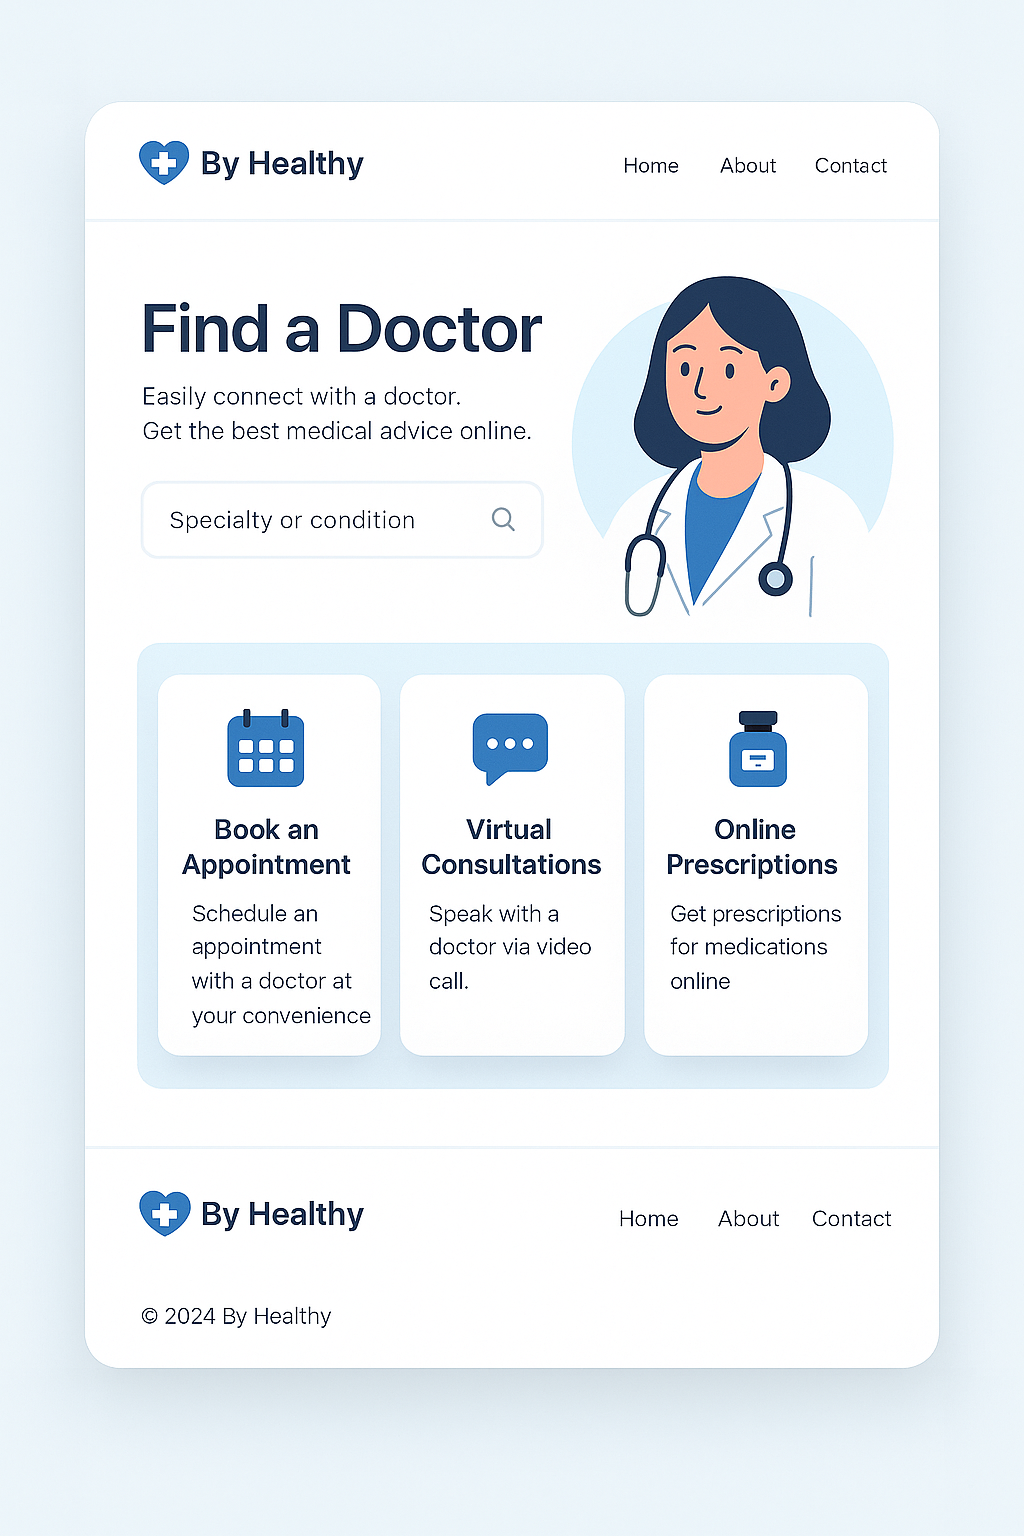 By Healthy
Home About Contact
Find a Doctor
Easily connect with a doctor.
Get the best medical advice online.
Specialty or condition
Book an
Appointment
Schedule an
appointment
with a doctor at
your convenience
Virtual
Consultations
Speak with a
doctor via video
call.
Online
Prescriptions
Get prescriptions
for medications
online
By Healthy
Home About Contact
© 2024 By Healthy